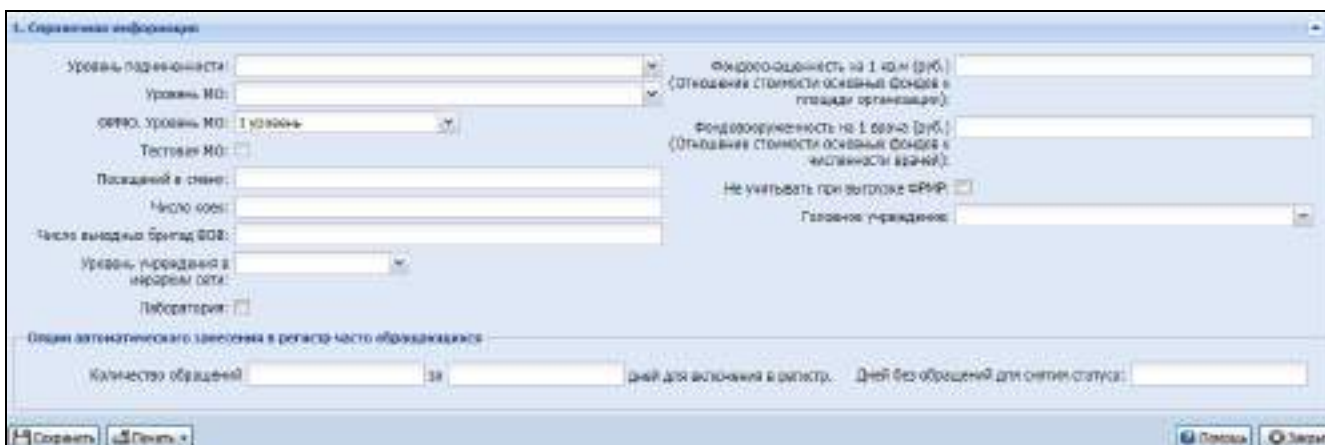 1. Справочная информация
Уровень подчиненности:
Уровень МО:
ФРМО. Уровень МО: 1 уровень
Тестовая МО:
Посещений в смену:
Число коек:
Число выездных бригад ВОВ:
Уровень учреждения в
иерархии сети:
Лаборатория:
Фондооснащенность на 1 кв.м (руб.)
(Отношение стоимости основных фондов к
площади организации):
Фондовооруженность на 1 врача (руб.)
(Отношение стоимости основных фондов к
численности врачей):
Не учитывать при выгрузке ФРМР:
Головное учреждение:
Опции автоматического занесения в регистр часто обращающихся
Количество обращений за дней для включения в регистр. Дней без обращений для снятия статуса:
Сохранить Печать Помощь Закры